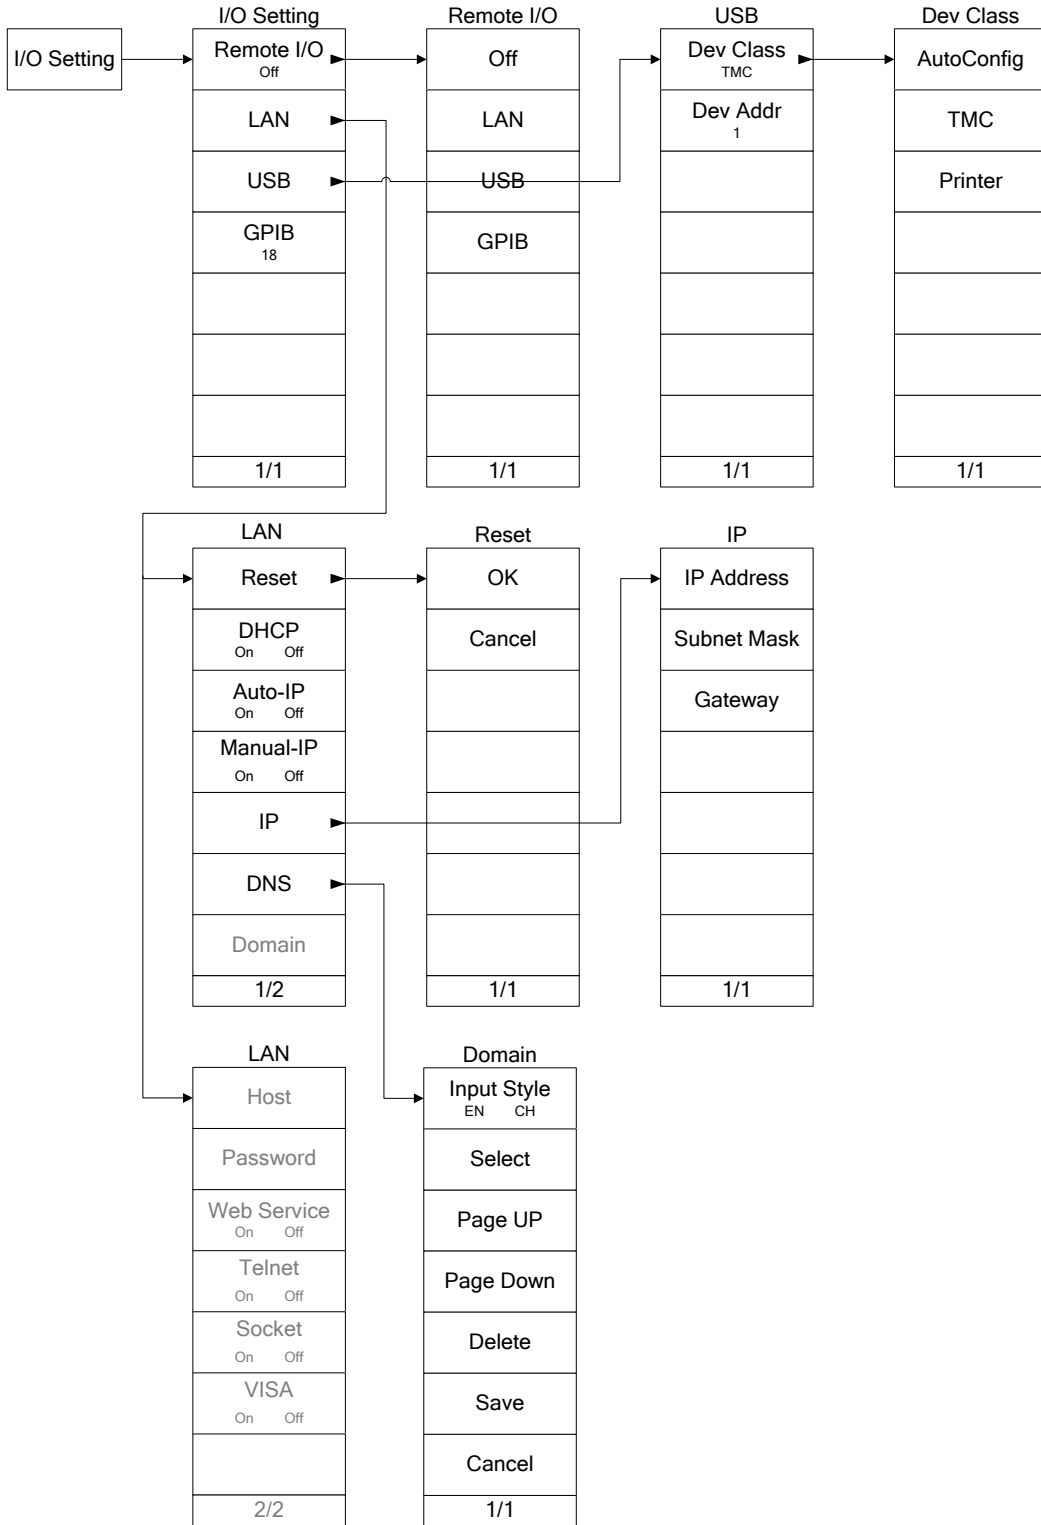 I/O Setting
I/O Setting
Remote I/O
Off
LAN
USB
GPIB
18
1/1
Remote I/O
Off
LAN
USB
GPIB
1/1
USB
Dev Class
TMC
Dev Addr
1
1/1
Dev Class
AutoConfig
TMC
Printer
1/1
LAN
Reset
DHCP
On Off
Auto-IP
On Off
Manual-IP
On Off
IP
DNS
Domain
1/2
Reset
OK
Cancel
1/1
IP
IP Address
Subnet Mask
Gateway
1/1
LAN
Host
Password
Web Service
On Off
Telnet
On Off
Socket
On Off
VISA
On Off
2/2
Domain
Input Style
EN CH
Select
Page UP
Page Down
Delete
Save
Cancel
1/1